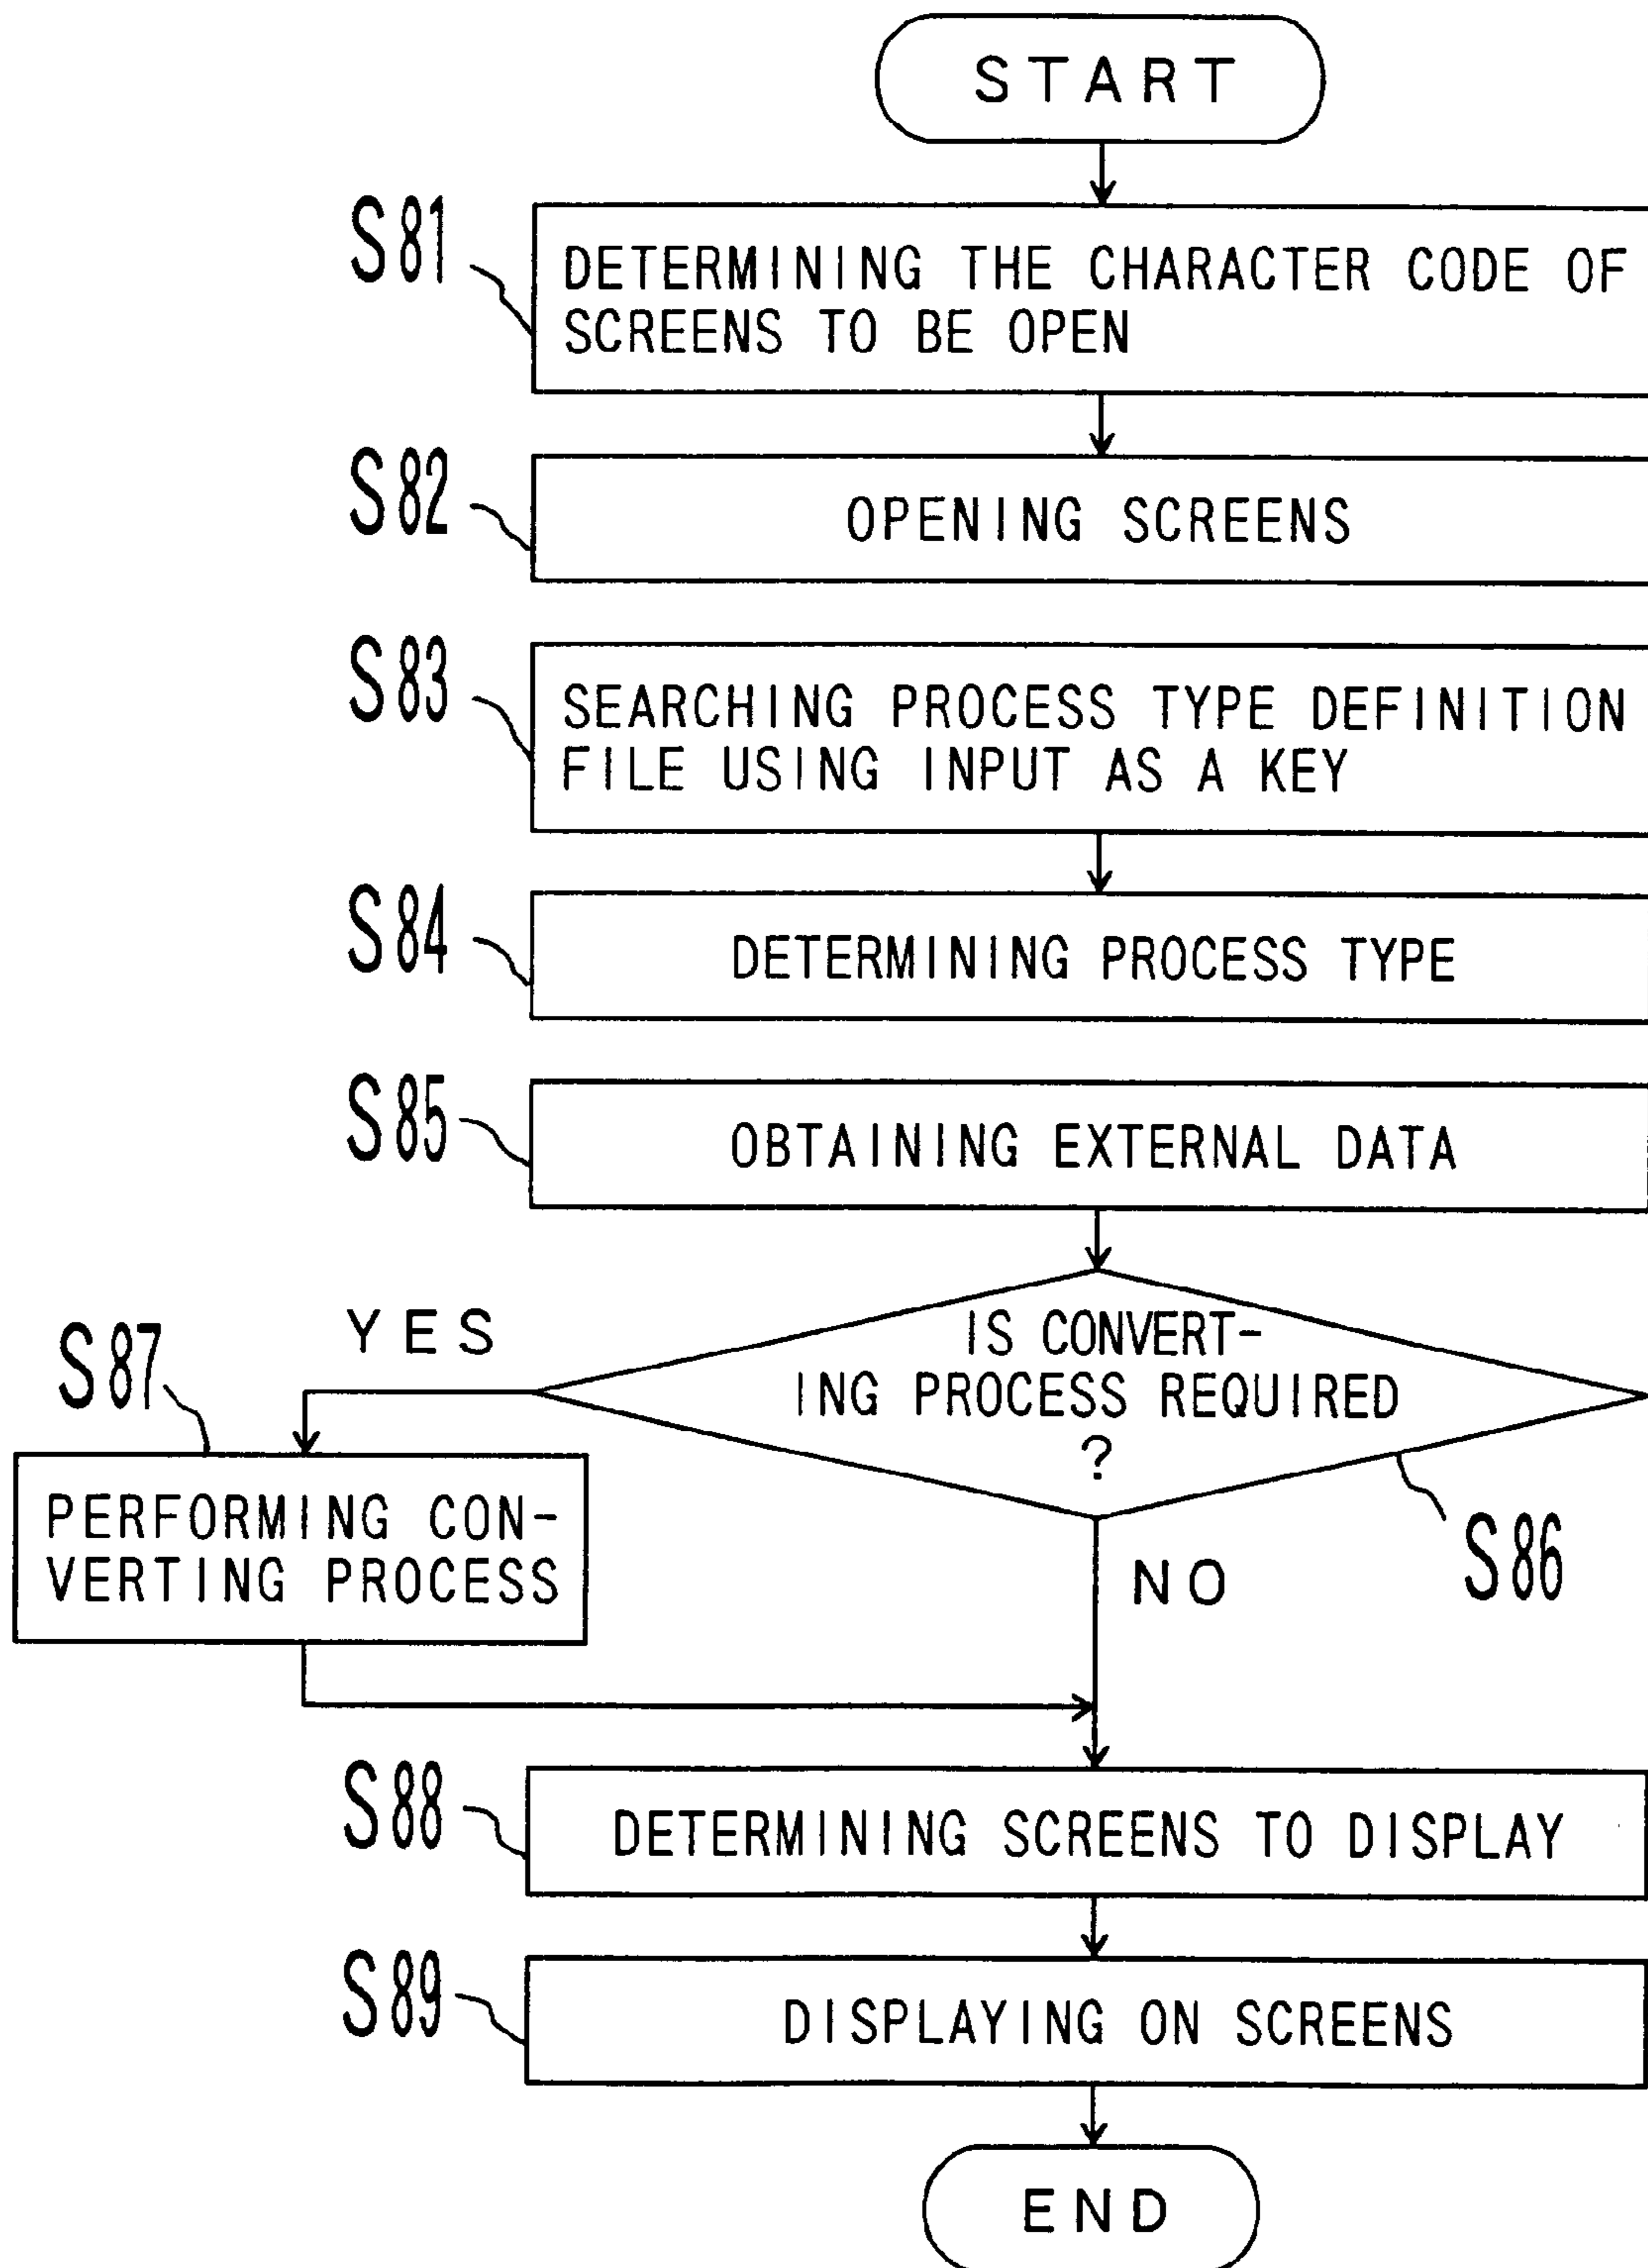 START
S81
DETERMINING THE CHARACTER CODE OF
SCREENS TO BE OPEN
S82
OPENING SCREENS
S83
SEARCHING PROCESS TYPE DEFINITION
FILE USING INPUT AS A KEY
S84
DETERMINING PROCESS TYPE
S85
OBTAINING EXTERNAL DATA
IS CONVERT-
ING PROCESS REQUIRED
?
YES
S87
PERFORMING CON-
VERTING PROCESS
NO
S86
S88
DETERMINING SCREENS TO DISPLAY
S89
DISPLAYING ON SCREENS
END